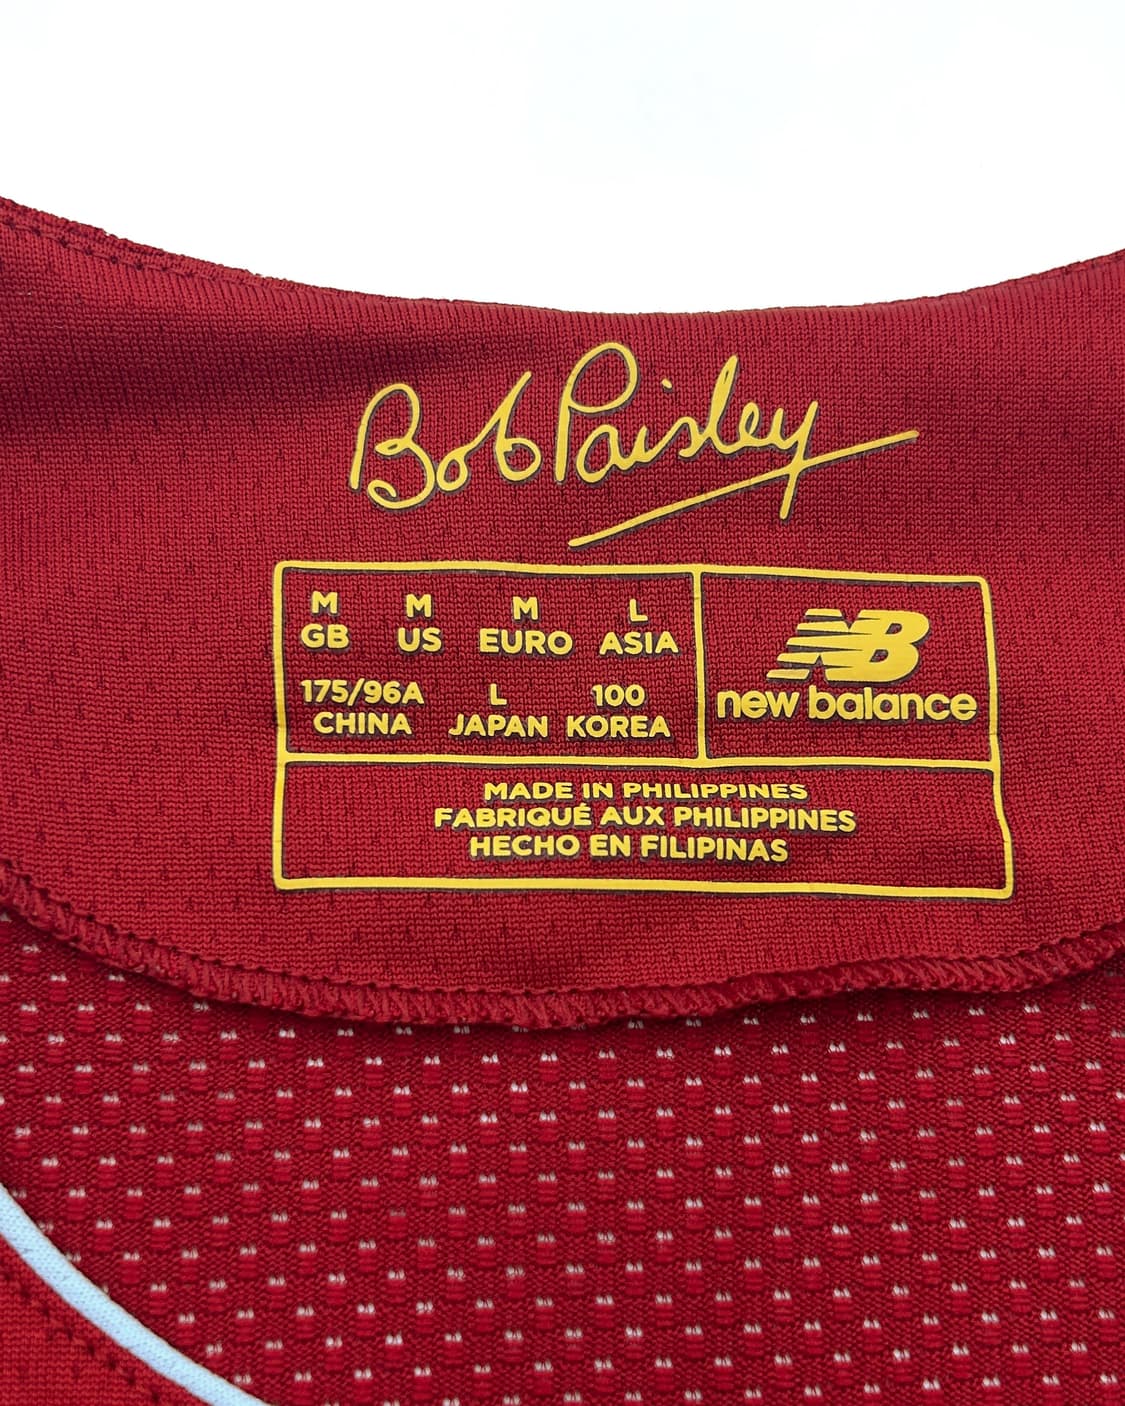 Bob Paisley
M M M L
GB US EURO ASIA
175/96A L 100
CHINA JAPAN KOREA
NB
new balance
MADE IN PHILIPPINES
FABRIQUÉ AUX PHILIPPINES
HECHO EN FILIPINAS